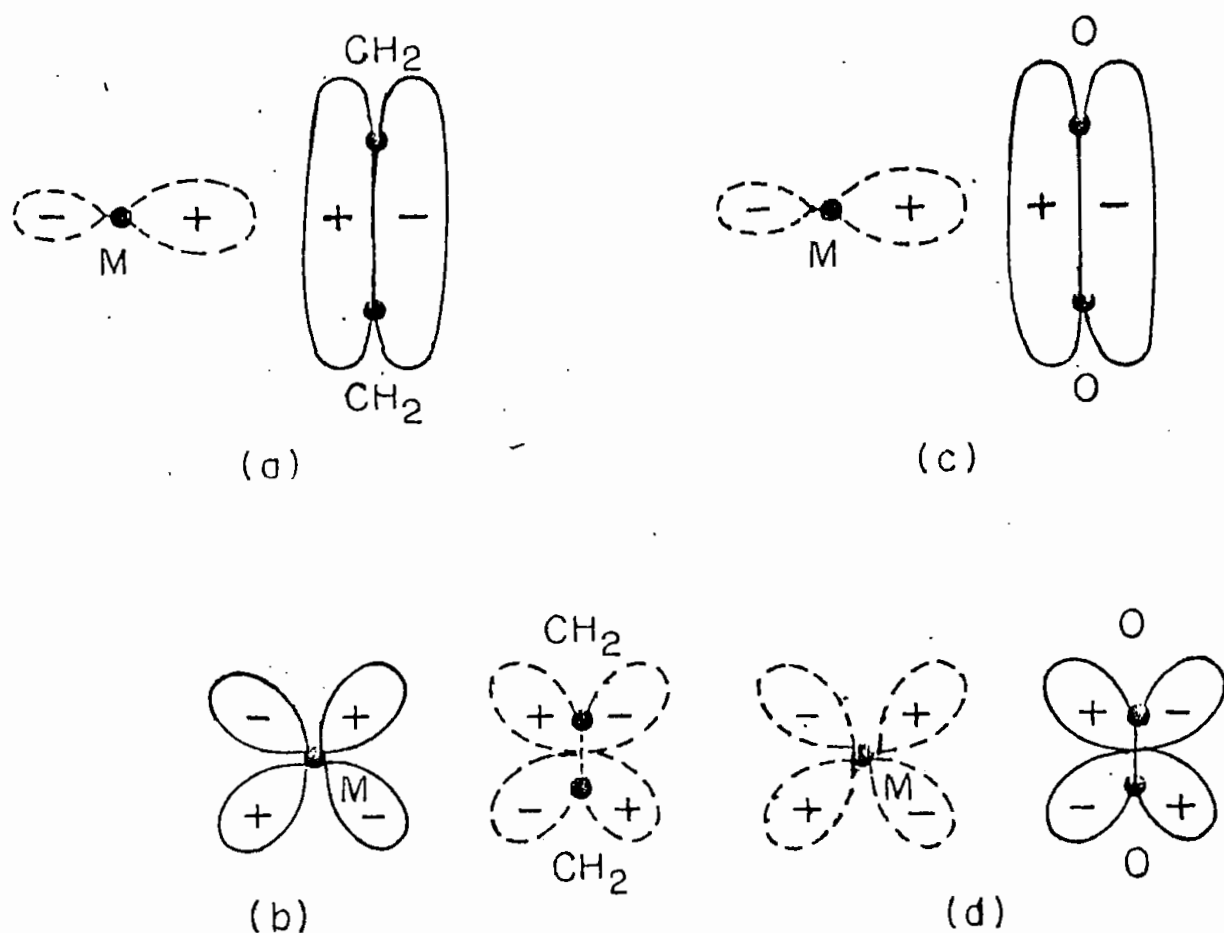 CH2 O
- + + - - + + -
M M
CH2 O
(a) (c)
CH2 O
- + + - - + + -
+ M - - + + M - - +
CH2 O
(b) (d)